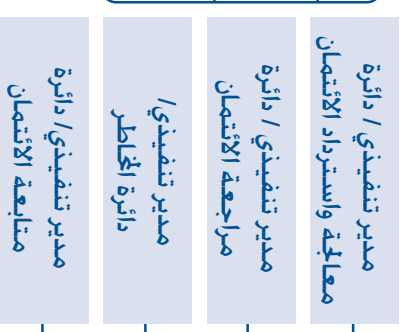 مدير تنفيذي / دائرة
معالجة واسترداد الائتمان
مدير تنفيذي / دائرة
مراجعة الائتمان
مدير تنفيذي/
دائرة المخاطر
مدير تنفيذي/ دائرة
متابعة الائتمان